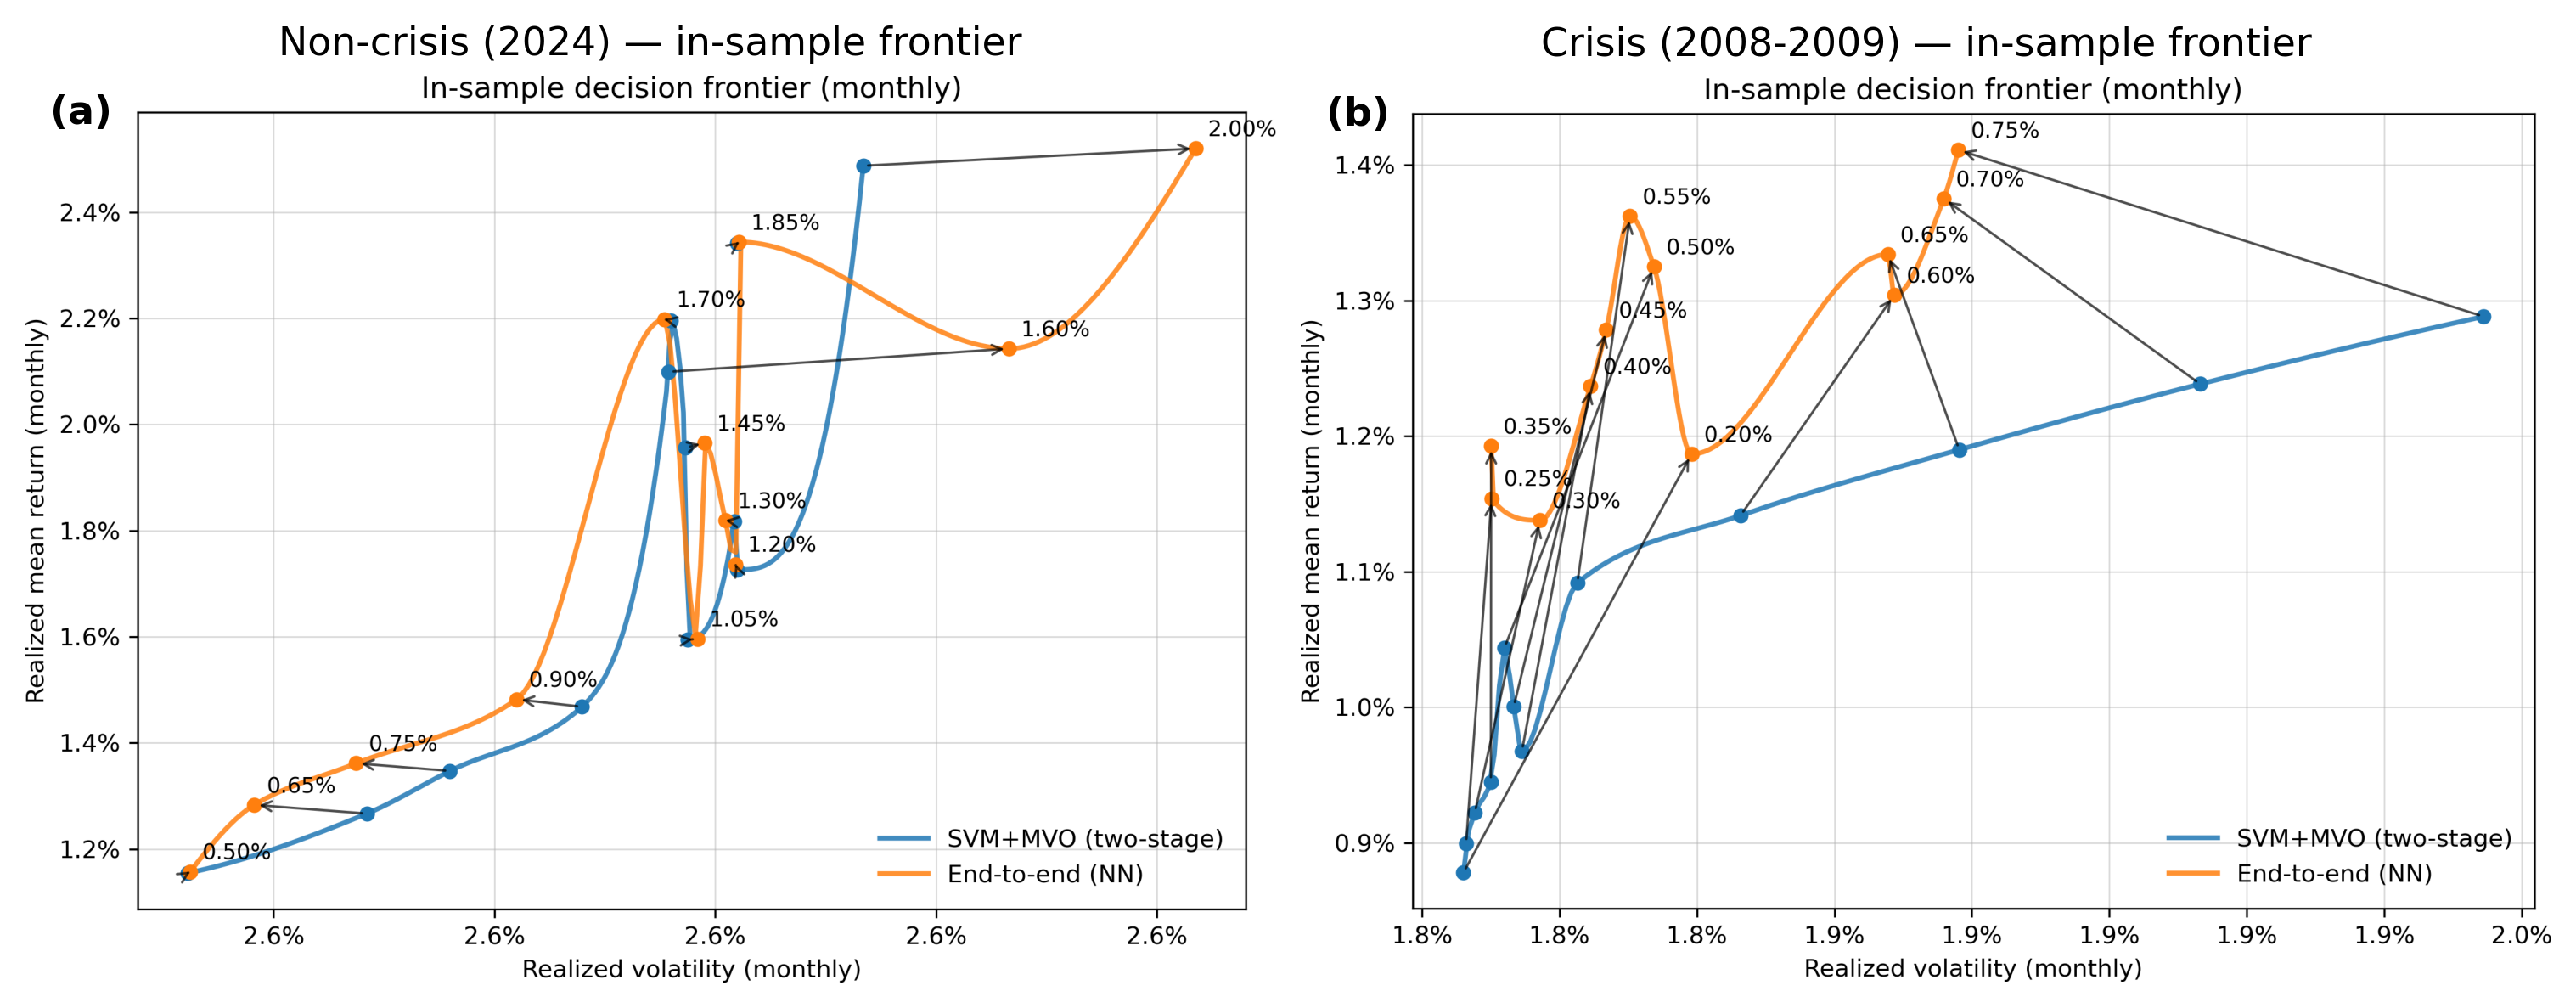 Non-crisis (2024) — in-sample frontier
In-sample decision frontier (monthly)
(a)
Realized mean return (monthly)
2.4%
2.2%
2.0%
1.8%
1.6%
1.4%
1.2%
2.00%
1.85%
1.70%
1.60%
1.45%
1.30%
1.20%
1.05%
0.90%
0.75%
0.65%
0.50%
SVM+MVO (two-stage)
End-to-end (NN)
2.6% 2.6% 2.6% 2.6% 2.6%
Realized volatility (monthly)
Crisis (2008-2009) — in-sample frontier
In-sample decision frontier (monthly)
(b)
Realized mean return (monthly)
1.4%
1.3%
1.2%
1.1%
1.0%
0.9%
0.75%
0.70%
0.55%
0.65%
0.50%
0.60%
0.45%
0.40%
0.35%
0.20%
0.25%
0.30%
SVM+MVO (two-stage)
End-to-end (NN)
1.8% 1.8% 1.8% 1.9% 1.9% 1.9% 1.9% 1.9% 2.0%
Realized volatility (monthly)